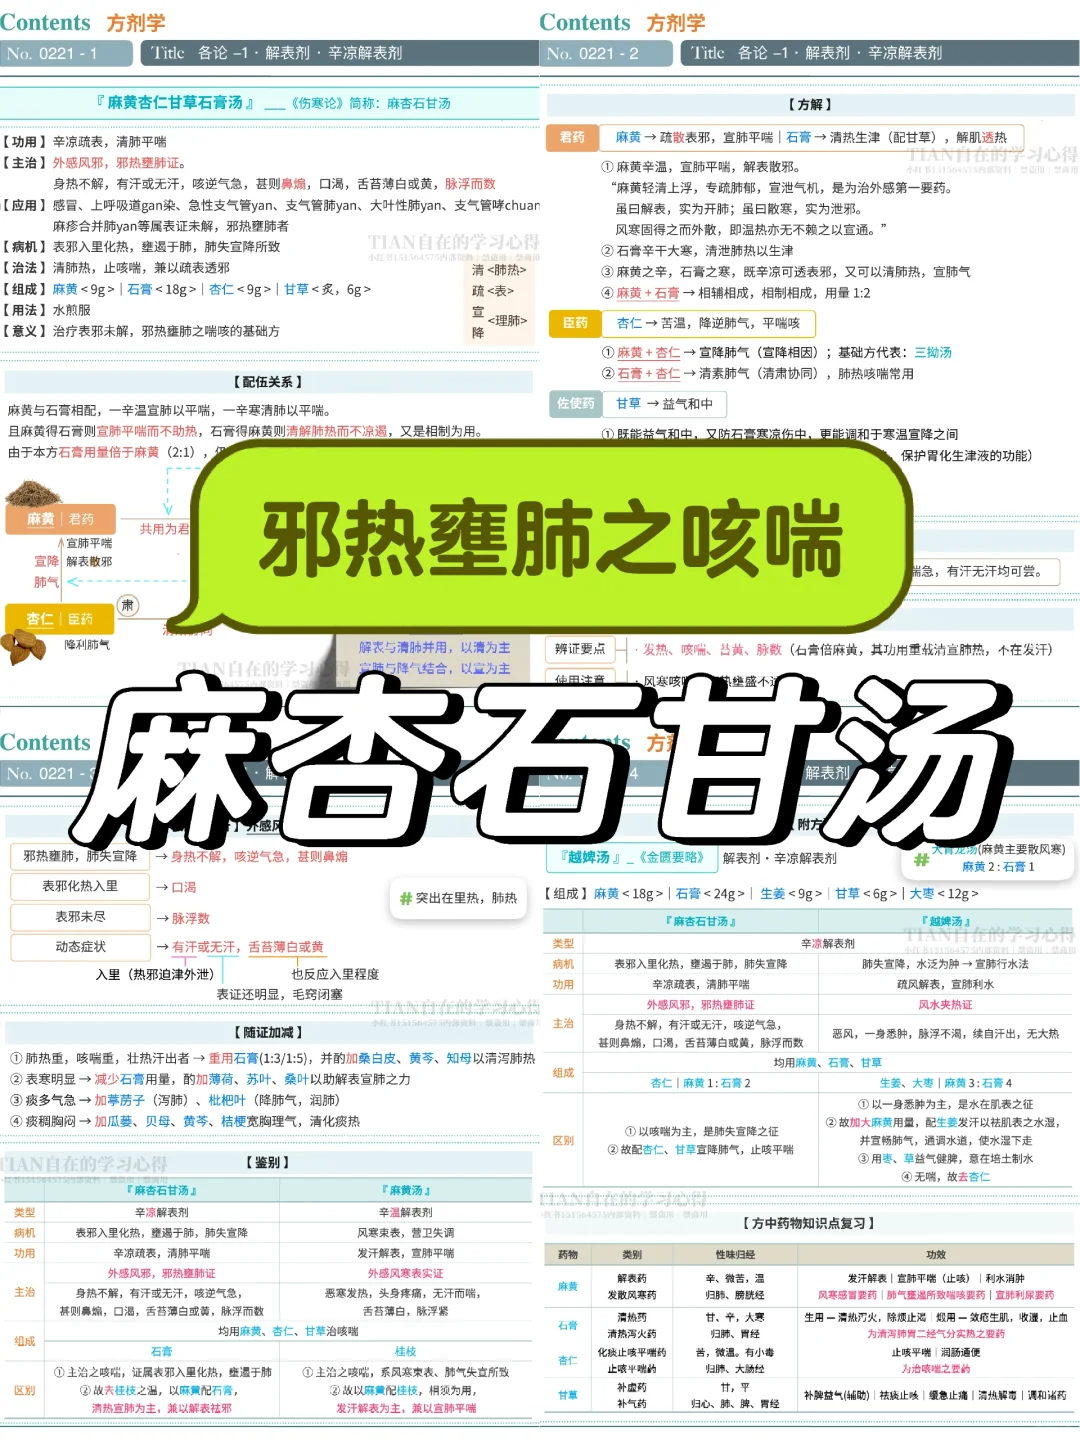 Contents 方剂学
No. 0221 - 1 Title 各论 –1 · 解表剂 · 辛凉解表剂
『 麻黄杏仁甘草石膏汤 』 ___《伤寒论》简称：麻杏石甘汤
【 功用 】 辛凉疏表，清肺平喘
【 主治 】 外感风邪，邪热壅肺证。
身热不解，有汗或无汗，咳逆气急，甚则鼻煽，口渴，舌苔薄白或黄，脉浮而数
【 应用 】 感冒、上呼吸道gan染、急性支气管yan、支气管肺yan、大叶性肺yan、支气管哮chuan
麻疹合并肺yan等属表证未解，邪热壅肺者
【 病机 】 表邪入里化热，壅遏于肺，肺失宣降所致
【 治法 】 清肺热，止咳喘，兼以疏表透邪
【 组成 】 麻黄 < 9g >｜石膏 < 18g >｜杏仁 < 9g >｜甘草 < 炙，6g >
【 用法 】 水煎服
【 意义 】 治疗表邪未解，邪热壅肺之喘咳的基础方
清 <肺热>
疏 <表>
宣
降 <理肺>
【 配伍关系 】
麻黄与石膏相配，一辛温宣肺以平喘，一辛寒清肺以平喘。
且麻黄得石膏则宣肺平喘而不助热，石膏得麻黄则清解肺热而不凉遏，又是相制为用。
由于本方石膏用量倍于麻黄（2:1），
麻黄｜君药
共用为君
宣肺平喘
解表散邪
宣降
肺气
杏仁｜臣药
肃
降利肺气
解表与清肺并用，以清为主
宣肺与降气结合，以宣为主
Contents 方剂学
No. 0221 - 2 Title 各论 –1 · 解表剂 · 辛凉解表剂
【 方解 】
君药 麻黄 → 疏散表邪，宣肺平喘｜石膏 → 清热生津（配甘草），解肌透热
TIAN自在的学习心得
① 麻黄辛温，宣肺平喘，解表散邪。
“麻黄轻清上浮，专疏肺郁，宣泄气机，是为治外感第一要药。
虽曰解表，实为开肺；虽曰散寒，实为泄邪。
风寒固得之而外散，即温热亦无不赖之以宣通。”
② 石膏辛干大寒，清泄肺热以生津
③ 麻黄之辛，石膏之寒，既辛凉可透表邪，又可以清肺热，宣肺气
④ 麻黄 + 石膏 → 相辅相成，相制相成，用量 1:2
臣药 杏仁 → 苦温，降逆肺气，平喘咳
① 麻黄 + 杏仁 → 宣降肺气（宣降相因）；基础方代表：三拗汤
② 石膏 + 杏仁 → 清素肺气（清肃协同），肺热咳喘常用
佐使药 甘草 → 益气和中
① 既能益气和中，又防石膏寒凉伤中，更能调和于寒温宣降之间
保护胃化生津液的功能）
喘急，有汗无汗均可尝。
辨证要点 · 发热、咳喘、苔黄、脉数（石膏倍麻黄，其功用重载清宣肺热，不在发汗）
使用注意 · 风寒咳
邪热壅肺之咳喘
麻杏石甘汤
Contents
No. 0221 - 3
邪热壅肺，肺失宣降 → 身热不解，咳逆气急，甚则鼻煽
表邪化热入里 → 口渴
表邪未尽 → 脉浮数
动态症状 → 有汗或无汗，舌苔薄白或黄
# 突出在里热，肺热
入里（热邪迫津外泄） 也反应入里程度
表证还明显，毛窍闭塞
【 随证加减 】
① 肺热重，咳喘重，壮热汗出者 → 重用石膏(1:3/1:5)，并酌加桑白皮、黄芩、知母以清泻肺热
② 表寒明显 → 减少石膏用量，酌加薄荷、苏叶、桑叶以助解表宣肺之力
③ 痰多气急 → 加葶苈子（泻肺）、枇杷叶（降肺气，润肺）
④ 痰稠胸闷 → 加瓜蒌、贝母、黄芩、桔梗宽胸理气，清化痰热
【 鉴别 】
『 麻杏石甘汤 』 『 麻黄汤 』
类型 辛凉解表剂 辛温解表剂
病机 表邪入里化热，壅遏于肺，肺失宣降 风寒束表，营卫失调
功用 辛凉疏表，清肺平喘 发汗解表，宣肺平喘
外感风邪，邪热壅肺证 外感风寒表实证
主治 身热不解，有汗或无汗，咳逆气急， 恶寒发热，头身疼痛，无汗而喘，
甚则鼻煽，口渴，舌苔薄白或黄，脉浮而数 舌苔薄白，脉浮紧
组成 均用麻黄、杏仁、甘草治咳喘
石膏 桂枝
① 主治之咳喘，证属表邪入里化热，壅遏于肺 ① 主治之咳喘，系风寒束表、肺气失宣所致
区别 ② 故去桂枝之温，以麻黄配石膏， ② 故以麻黄配桂枝，相须为用，
清热宣肺为主，兼以解表祛邪 发汗解表为主，兼以宣肺平喘
方
4 解表剂
『越婢汤 』_《金匮要略》 解表剂 · 辛凉解表剂
# 大青龙汤(麻黄主要散风寒)
麻黄 2 : 石膏 1
【 组成 】 麻黄 < 18g >｜石膏 < 24g >｜生姜 < 9g >｜甘草 < 6g >｜大枣 < 12g >
『 麻杏石甘汤 』 『 越婢汤 』
类型 辛凉解表剂
病机 表邪入里化热，壅遏于肺，肺失宣降 肺失宣降，水泛为肿 → 宣肺行水法
功用 辛凉疏表，清肺平喘 疏风解表，宣肺利水
外感风邪，邪热壅肺证 风水夹热证
主治 身热不解，有汗或无汗，咳逆气急，
甚则鼻煽，口渴，舌苔薄白或黄，脉浮而数 恶风，一身悉肿，脉浮不渴，续自汗出，无大热
组成 均用麻黄、石膏、甘草
杏仁｜麻黄 1 : 石膏 2 生姜、大枣｜麻黄 3 : 石膏 4
区别 ① 以咳喘为主，是肺失宣降之征
② 故配杏仁、甘草宣降肺气，止咳平喘
① 以一身悉肿为主，是水在肌表之征
② 故加大麻黄用量，配生姜发汗以祛肌表之水湿，
并宣畅肺气，通调水道，使水湿下走
③ 用枣、草益气健脾，意在培土制水
④ 无喘，故去杏仁
【 方中药物知识点复习 】
药物 类别 性味归经 功效
麻黄 解表药 辛、微苦，温 发汗解表｜宣肺平喘（止咳）｜利水消肿
发散风寒药 归肺、膀胱经 风寒感冒要药｜肺气壅遏所致喘咳要药｜宣肺利尿要药
石膏 清热药 甘、辛，大寒 生用 — 清热泻火，除烦止渴｜煅用 — 敛疮生肌，收湿，止血
清热泻火药 归肺、胃经 为清泻肺胃二经气分实热之要药
杏仁 化痰止咳平喘药 苦，微温。有小毒 止咳平喘｜润肠通便
止咳平喘药 归肺、大肠经 为治咳喘之要药
甘草 补虚药 甘，平 补脾益气(辅助)｜祛痰止咳｜缓急止痛｜清热解毒｜调和诸药
补气药 归心、肺、脾、胃经